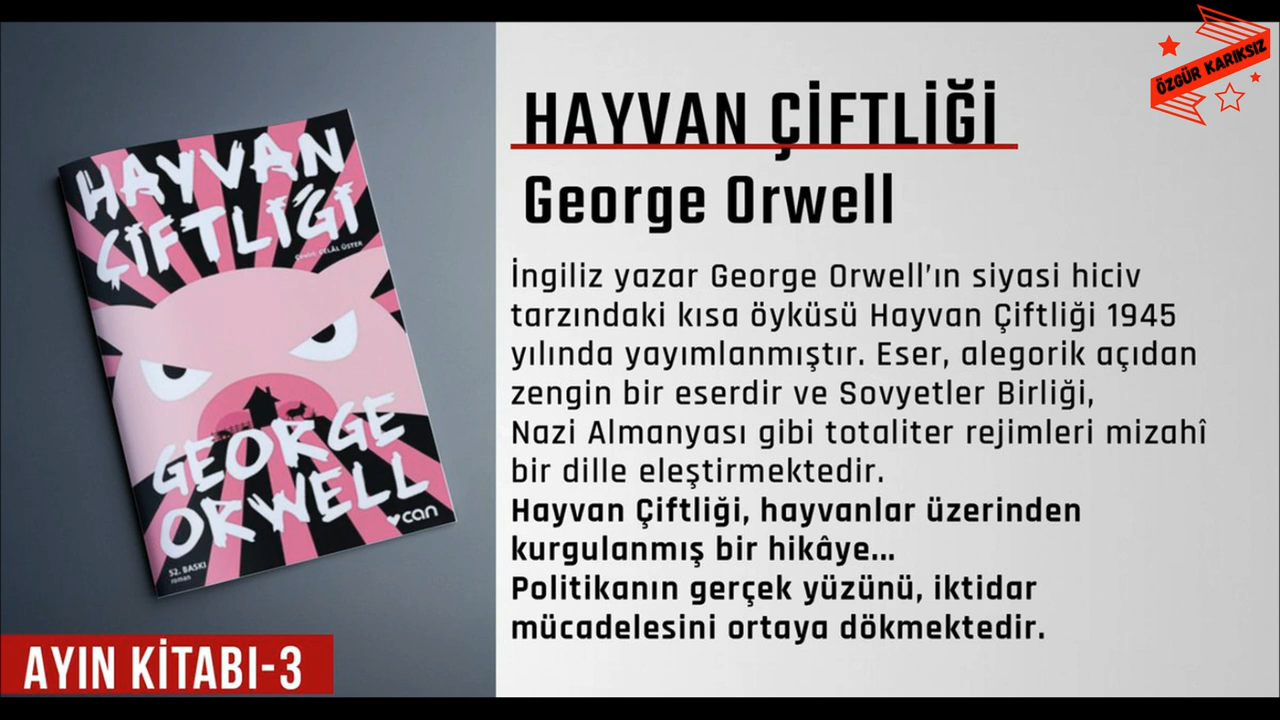 ÖZGÜR KARIKSIZ
HAYVAN ÇİFTLİĞİ
George Orwell
İngiliz yazar George Orwell’ın siyasi hiciv
tarzındaki kısa öyküsü Hayvan Çiftliği 1945
yılında yayımlanmıştır. Eser, alegorik açıdan
zengin bir eserdir ve Sovyetler Birliği,
Nazi Almanyası gibi totaliter rejimleri mizahî
bir dille eleştirmektedir.
Hayvan Çiftliği, hayvanlar üzerinden
kurgulanmış bir hikâye...
Politikanın gerçek yüzünü, iktidar
mücadelesini ortaya dökmektedir.
HAYVAN
ÇİFTLİĞİ
Çeviri: CELÂL ÜSTER
GEORGE
ORWELL
can
52. BASKI
roman
AYIN KİTABI-3